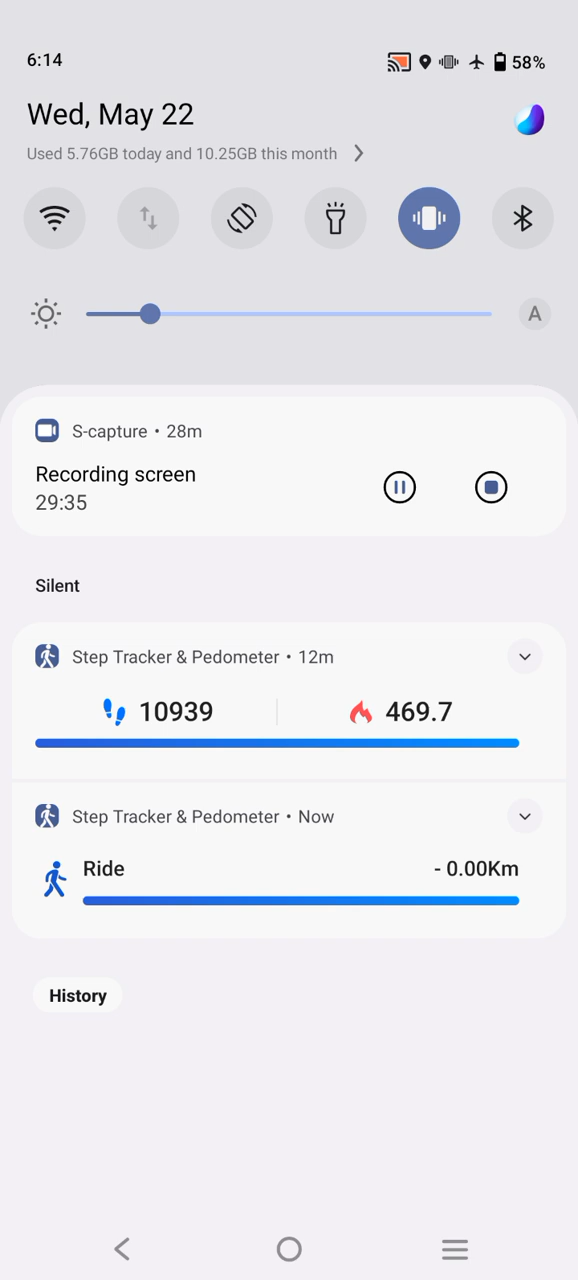 6:14
58%
Wed, May 22
Used 5.76GB today and 10.25GB this month
A
S-capture • 28m
Recording screen
29:35
Silent
Step Tracker & Pedometer • 12m
10939
469.7
Step Tracker & Pedometer • Now
Ride
- 0.00Km
History